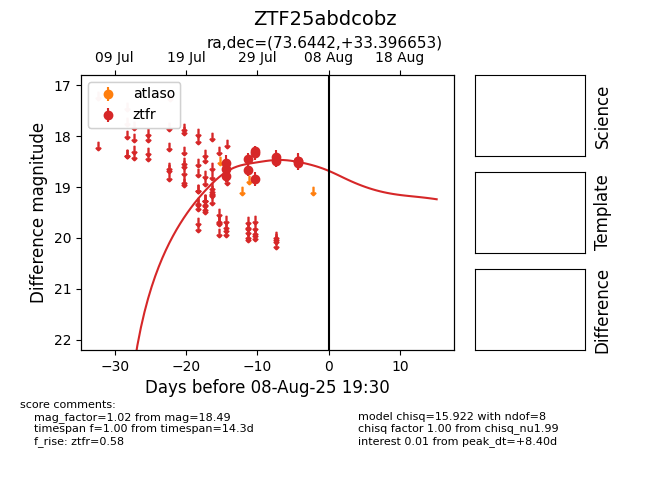 ZTF25abdcobz
ra,dec=(73.6442,+33.396653)
09 Jul 19 Jul 29 Jul 08 Aug 18 Aug
atlaso
ztfr
17
18
19
20
21
22
Difference magnitude
−30 −20 −10 0 10
Days before 08-Aug-25 19:30
Science
Template
Difference
score comments:
mag_factor=1.02 from mag=18.49
timespan f=1.00 from timespan=14.3d
f_rise: ztfr=0.58
model chisq=15.922 with ndof=8
chisq factor 1.00 from chisq_nu1.99
interest 0.01 from peak_dt=+8.40d